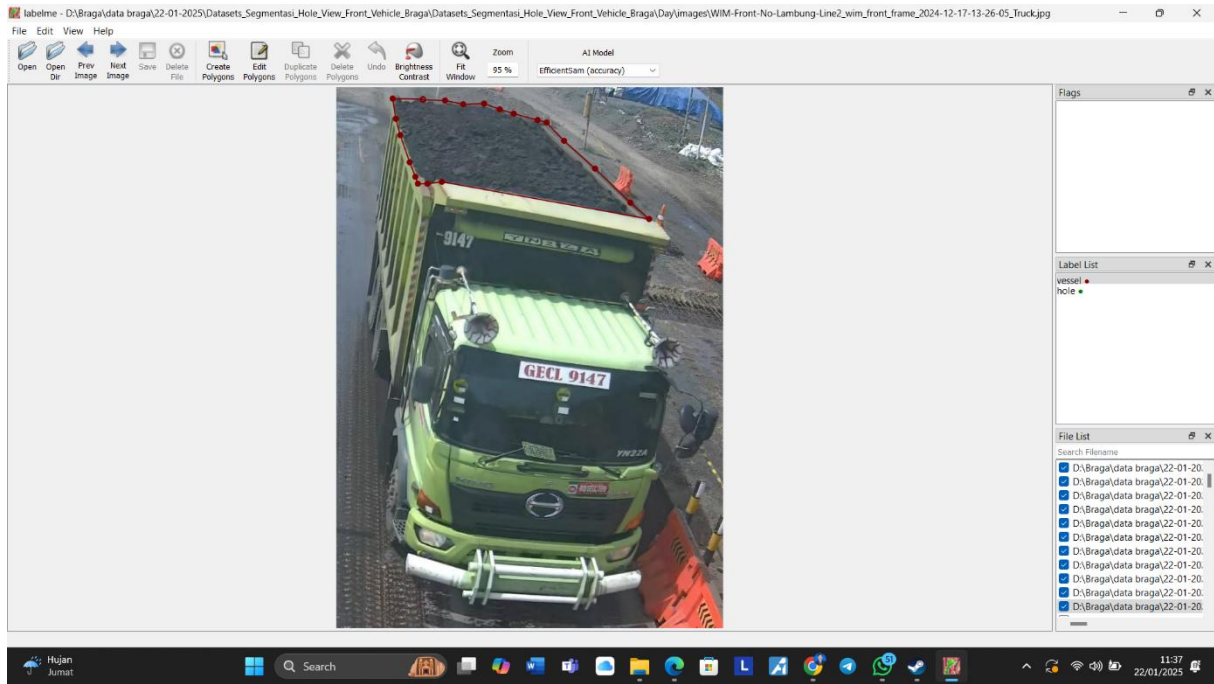 labelme - D:\Braga\data braga\22-01-2025\Datasets_Segmentasi_Hole_View_Front_Vehicle_Braga\Datasets_Segmentasi_Hole_View_Front_Vehicle_Braga\Day\images\WIM-Front-No-Lambung-Line2_wim_front_frame_2024-12-17-13-26-05_Truck.jpg
File Edit View Help
Open
Open Dir
Prev Image
Next Image
Save
Delete File
Create Polygons
Edit Polygons
Duplicate Polygons
Delete Polygons
Undo
Brightness Contrast
Fit Window
Zoom
95 %
AI Model
EfficientSam (accuracy)
Flags
9147
GECL 9147
Label List
vessel
hole
File List
Search Filename
D:\Braga\data braga\22-01-20.
D:\Braga\data braga\22-01-20.
D:\Braga\data braga\22-01-20.
D:\Braga\data braga\22-01-20.
D:\Braga\data braga\22-01-20.
D:\Braga\data braga\22-01-20.
D:\Braga\data braga\22-01-20.
D:\Braga\data braga\22-01-20.
D:\Braga\data braga\22-01-20.
D:\Braga\data braga\22-01-20.
D:\Braga\data braga\22-01-20.
Hujan
Jumat
Search
51
11:37
22/01/2025